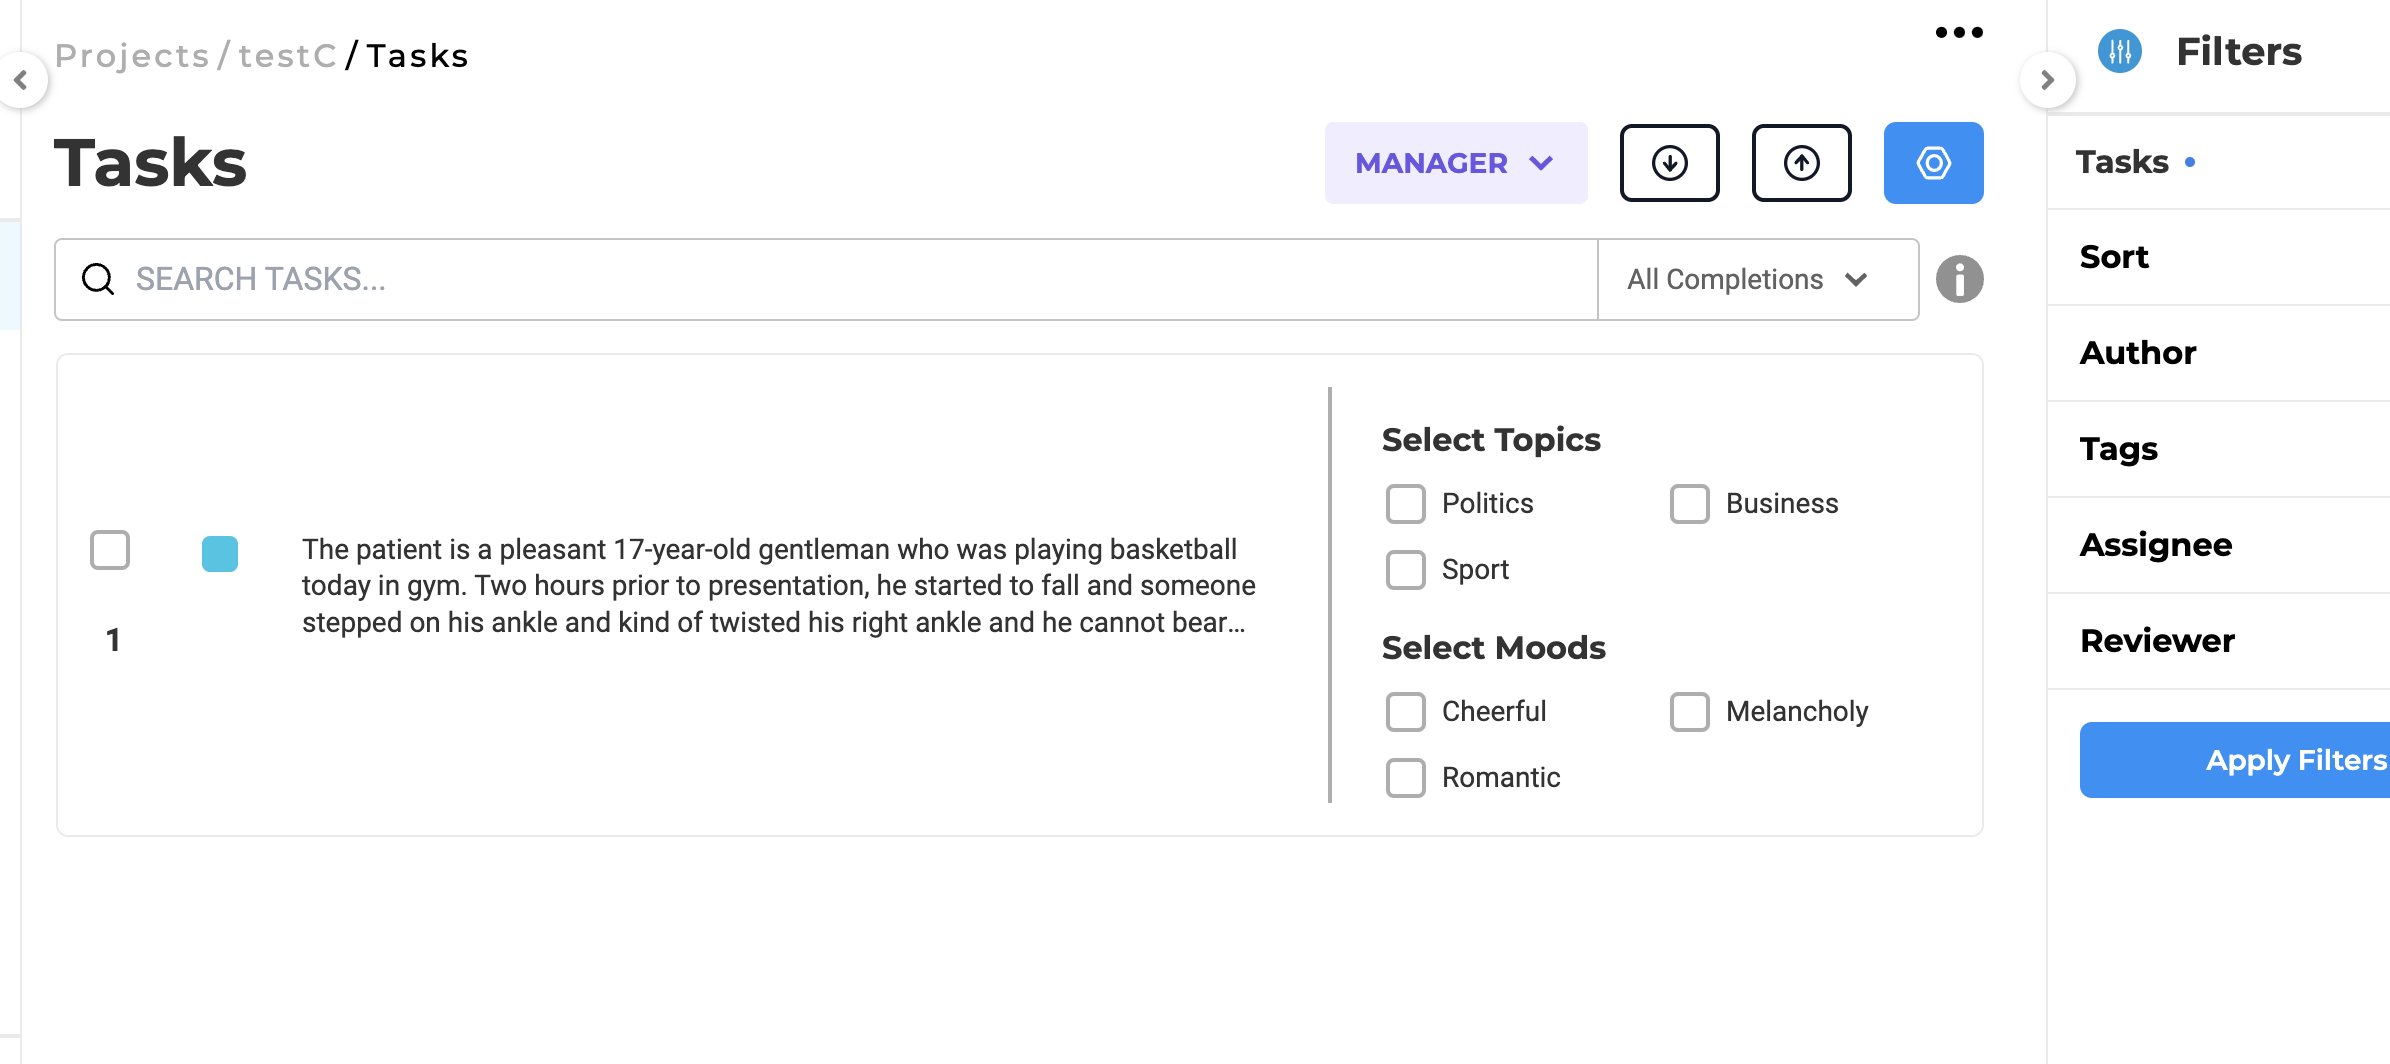 Projects / testC / Tasks
Filters
Tasks
MANAGER
Tasks
SEARCH TASKS...
All Completions
Sort
Author
Tags
Assignee
Reviewer
Apply Filters
1
The patient is a pleasant 17-year-old gentleman who was playing basketball
today in gym. Two hours prior to presentation, he started to fall and someone
stepped on his ankle and kind of twisted his right ankle and he cannot bear...
Select Topics
Politics
Business
Sport
Select Moods
Cheerful
Melancholy
Romantic